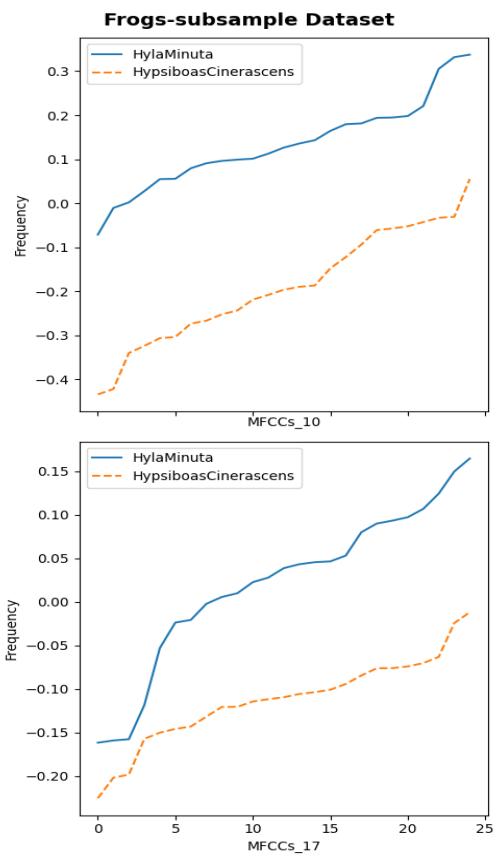 Frogs-subsample Dataset
HylaMinuta
HypsiboasCinerascens
0.3
0.2
0.1
0.0
−0.1
−0.2
−0.3
−0.4
Frequency
MFCCs_10
HylaMinuta
HypsiboasCinerascens
0.15
0.10
0.05
0.00
−0.05
−0.10
−0.15
−0.20
Frequency
0 5 10 15 20 25
MFCCs_17